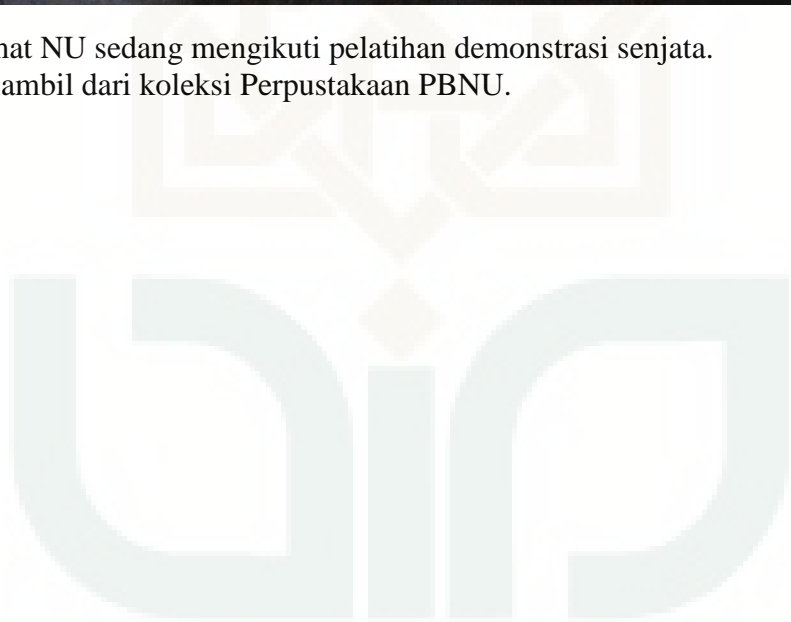 nat NU sedang mengikuti pelatihan demonstrasi senjata.
ambil dari koleksi Perpustakaan PBNU.